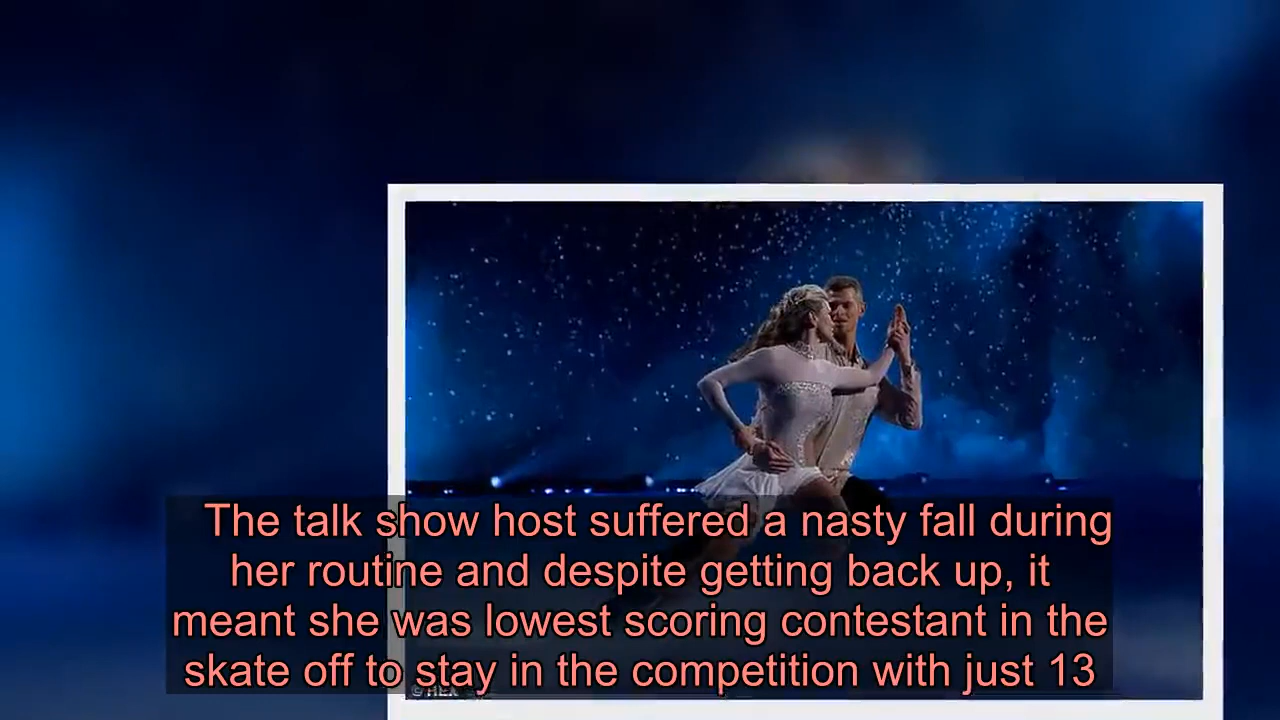 The talk show host suffered a nasty fall during
her routine and despite getting back up, it
meant she was lowest scoring contestant in the
skate off to stay in the competition with just 13